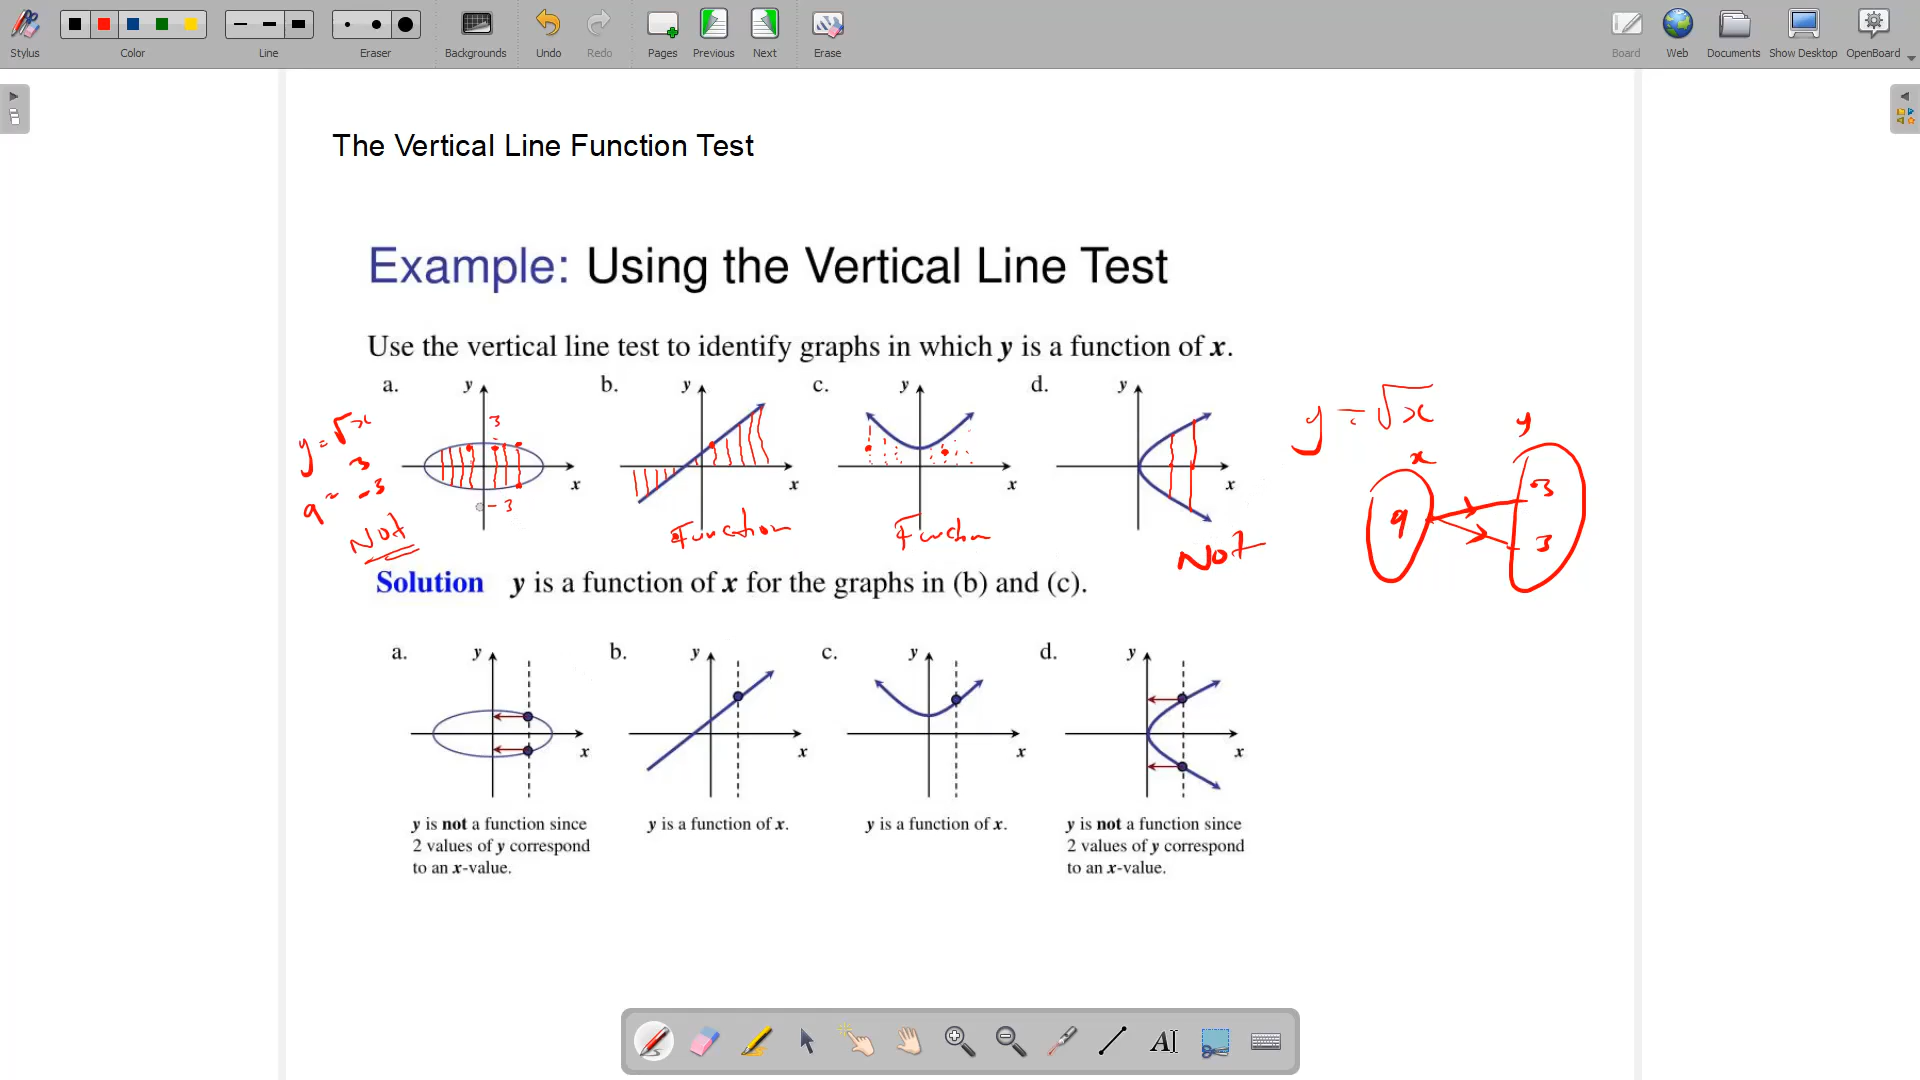 Stylus
Color
Line
Eraser
Backgrounds
Undo
Redo
Pages
Previous
Next
Erase
Board
Web
Documents
Show Desktop
OpenBoard
The Vertical Line Function Test
Example: Using the Vertical Line Test
Use the vertical line test to identify graphs in which y is a function of x.
a. y x
b. y x
c. y x
d. y x
y = √x
3
9 = -3
Not
3
-3
Function
Not
y = √x
x
y
9
-3
3
Solution y is a function of x for the graphs in (b) and (c).
a. y x
b. y x
c. y x
d. y x
y is not a function since
2 values of y correspond
to an x-value.
y is a function of x.
y is a function of x.
y is not a function since
2 values of y correspond
to an x-value.